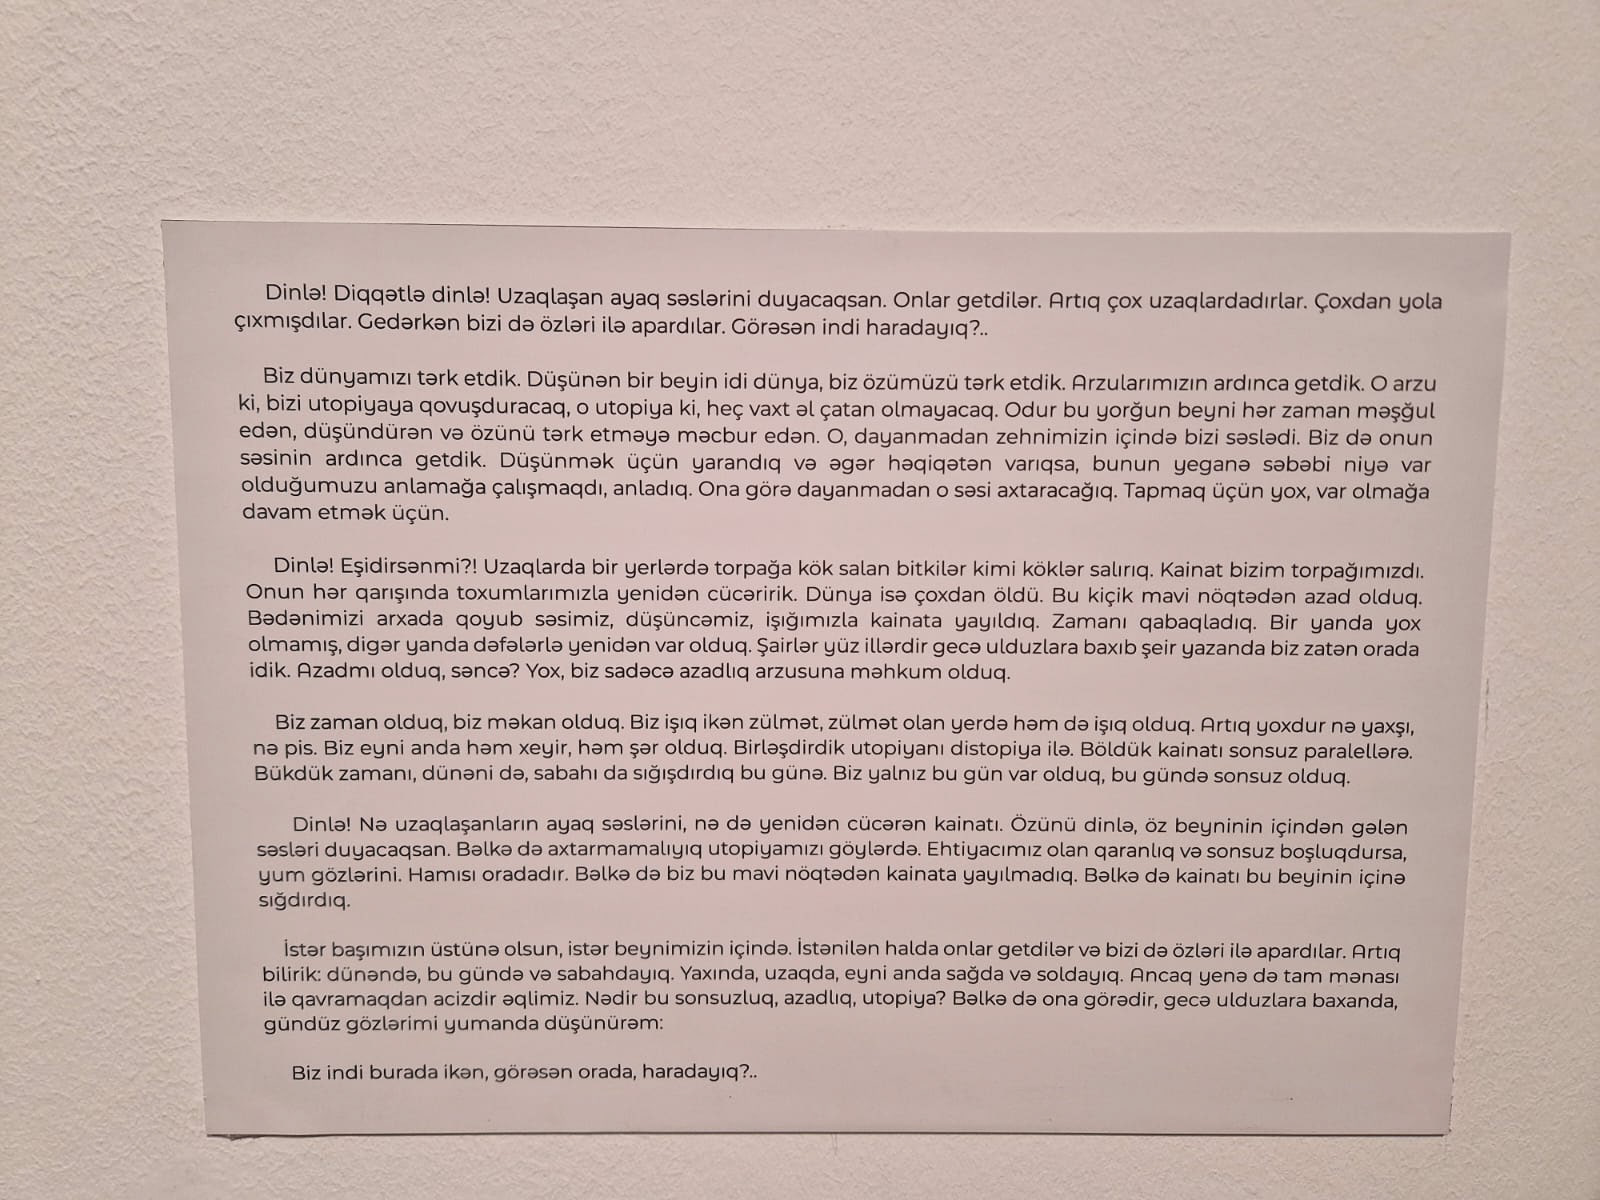 Dinlə! Diqqətlə dinlə! Uzaqlaşan ayaq səslərini duyacaqsan. Onlar getdilər. Artıq çox uzaqlardadırlar. Çoxdan yola
çıxmışdılar. Gedərkən bizi də özləri ilə apardılar. Görəsən indi haradayıq?..
Biz dünyamızı tərk etdik. Düşünən bir beyin idi dünya, biz özümüzü tərk etdik. Arzularımızın ardınca getdik. O arzu
ki, bizi utopiyaya qovuşduracaq, o utopiya ki, heç vaxt əl çatan olmayacaq. Odur bu yorğun beyni hər zaman məşğul
edən, düşündürən və özünü tərk etməyə məcbur edən. O, dayanmadan zehnimizin içində bizi səslədi. Biz də onun
səsinin ardınca getdik. Düşünmək üçün yarandıq və əgər həqiqətən varıqsa, bunun yeganə səbəbi niyə var
olduğumuzu anlamağa çalışmaqdı, anladıq. Ona görə dayanmadan o səsi axtaracağıq. Tapmaq üçün yox, var olmağa
davam etmək üçün.
Dinlə! Eşidirsənmi?! Uzaqlarda bir yerlərdə torpağa kök salan bitkilər kimi köklər salırıq. Kainat bizim torpağımızdı.
Onun hər qarışında toxumlarımızla yenidən cücəririk. Dünya isə çoxdan öldü. Bu kiçik mavi nöqtədən azad olduq.
Bədənimizi arxada qoyub səsimiz, düşüncəmiz, işığımızla kainata yayıldıq. Zamanı qabaqladıq. Bir yanda yox
olmamış, digər yanda dəfələrlə yenidən var olduq. Şairlər yüz illərdir gecə ulduzlara baxıb şeir yazanda biz zatən orada
idik. Azadmı olduq, səncə? Yox, biz sadəcə azadlıq arzusuna məhkum olduq.
Biz zaman olduq, biz məkan olduq. Biz işıq ikən zülmət, zülmət olan yerdə həm də işıq olduq. Artıq yoxdur nə yaxşı,
nə pis. Biz eyni anda həm xeyir, həm şər olduq. Birləşdirdik utopiyanı distopiya ilə. Böldük kainatı sonsuz paralellərə.
Bükdük zamanı, dünəni də, sabahı da sığışdırdıq bu günə. Biz yalnız bu gün var olduq, bu gündə sonsuz olduq.
Dinlə! Nə uzaqlaşanların ayaq səslərini, nə də yenidən cücərən kainatı. Özünü dinlə, öz beyninin içindən gələn
səsləri duyacaqsan. Bəlkə də axtarmamalıyıq utopiyamızı göylərdə. Ehtiyacımız olan qaranlıq və sonsuz boşluqdursa,
yum gözlərini. Hamısı oradadır. Bəlkə də biz bu mavi nöqtədən kainata yayılmadıq. Bəlkə də kainatı bu beyinin içinə
sığdırdıq.
İstər başımızın üstünə olsun, istər beynimizin içində. İstənilən halda onlar getdilər və bizi də özləri ilə apardılar. Artıq
bilirik: dünəndə, bu gündə və sabahdayıq. Yaxında, uzaqda, eyni anda sağda və soldayıq. Ancaq yenə də tam mənası
ilə qavramaqdan acizdir əqlimiz. Nədir bu sonsuzluq, azadlıq, utopiya? Bəlkə də ona görədir, gecə ulduzlara baxanda,
gündüz gözlərimi yumanda düşünürəm:
Biz indi burada ikən, görəsən orada, haradayıq?..